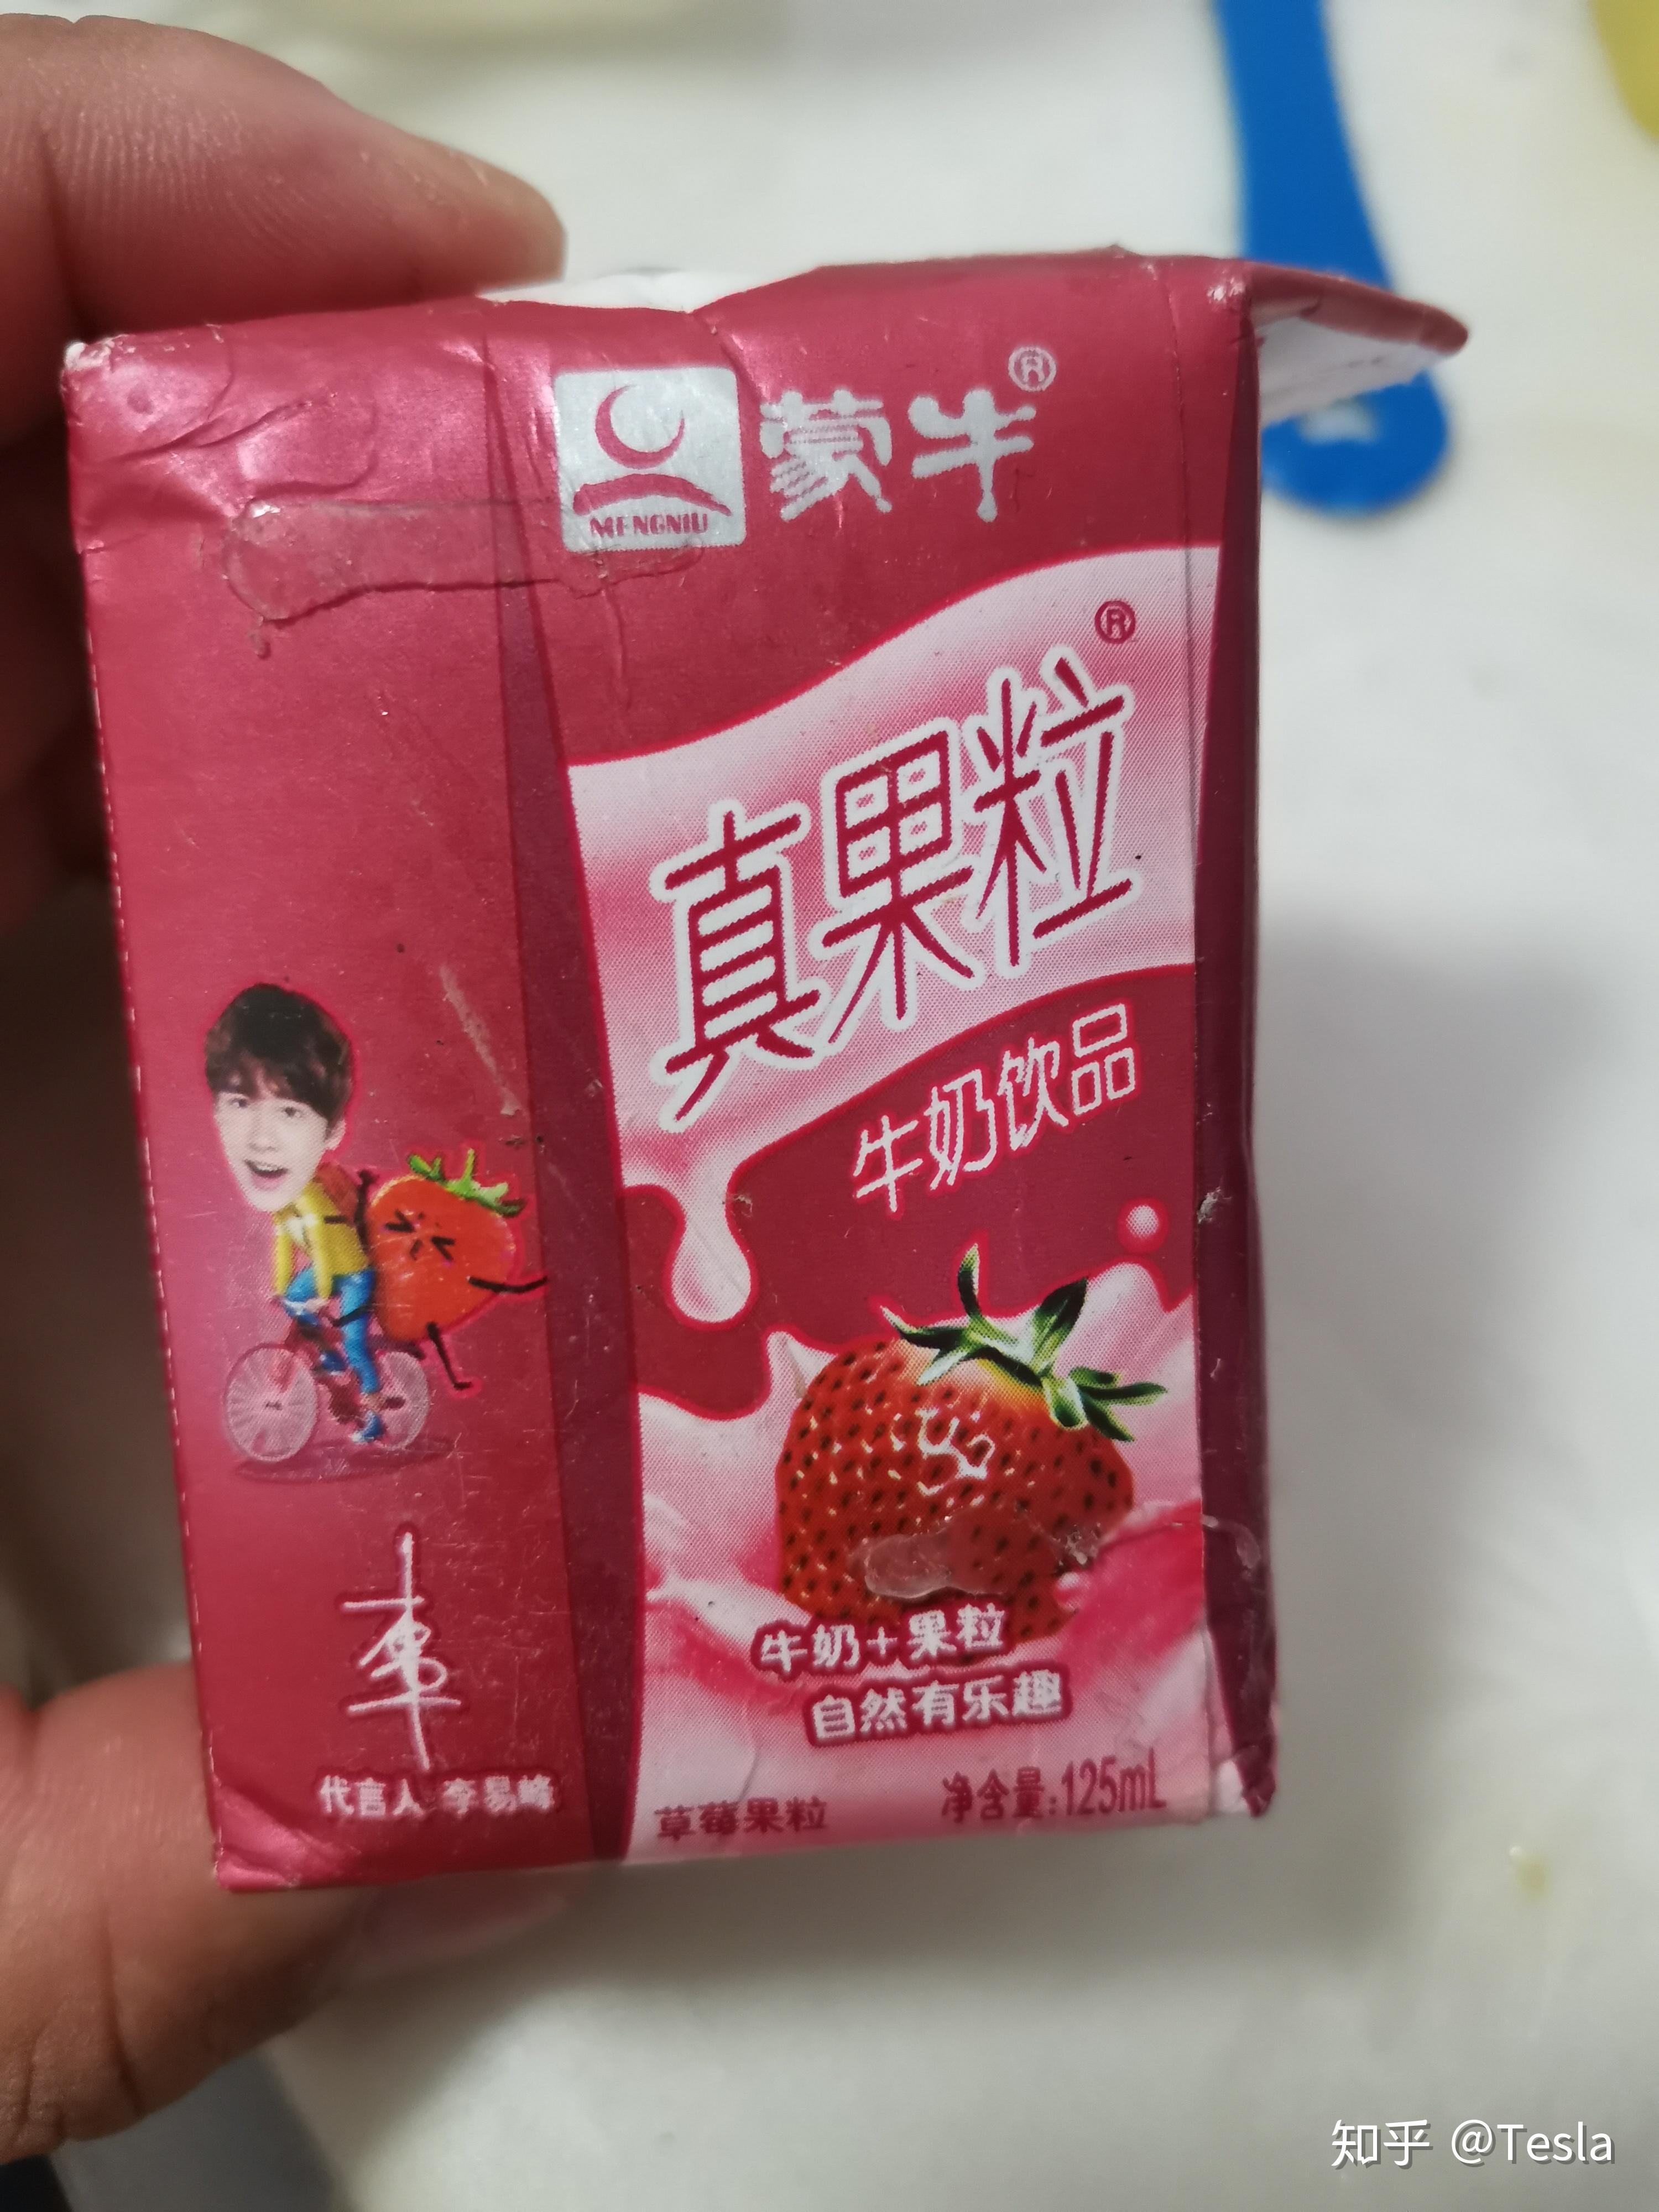 MENGNIU
蒙牛®
真果粒®
牛奶饮品
牛奶+果粒
自然有乐趣
草莓果粒
净含量:125mL
代言人 李易峰
知乎 @Tesla